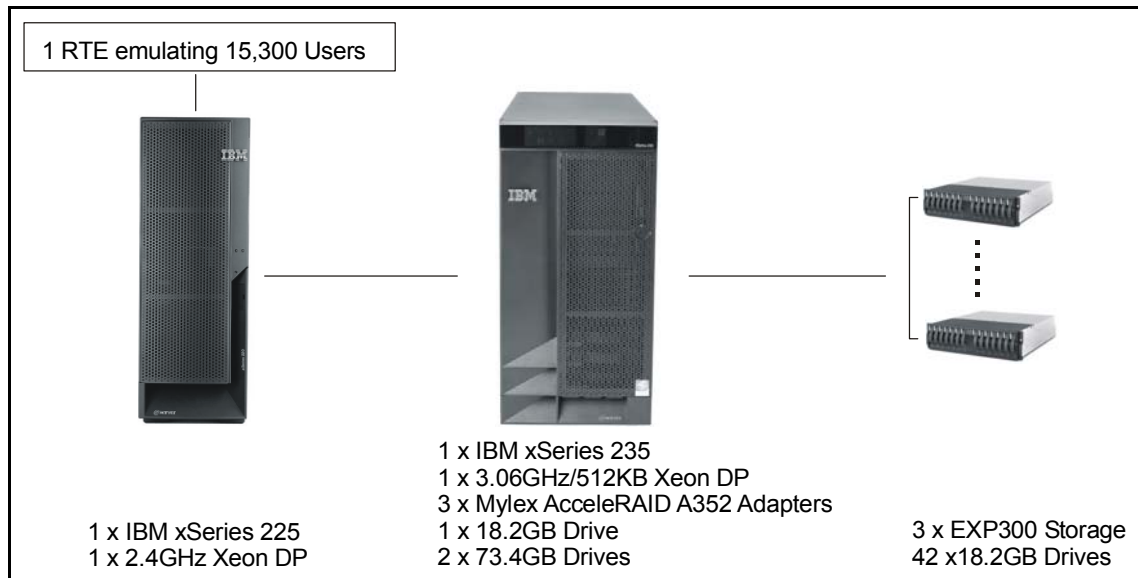 1 RTE emulating 15,300 Users
IBM
IBM
1 x IBM xSeries 225
1 x 2.4GHz Xeon DP
1 x IBM xSeries 235
1 x 3.06GHz/512KB Xeon DP
3 x Mylex AcceleRAID A352 Adapters
1 x 18.2GB Drive
2 x 73.4GB Drives
3 x EXP300 Storage
42 x18.2GB Drives